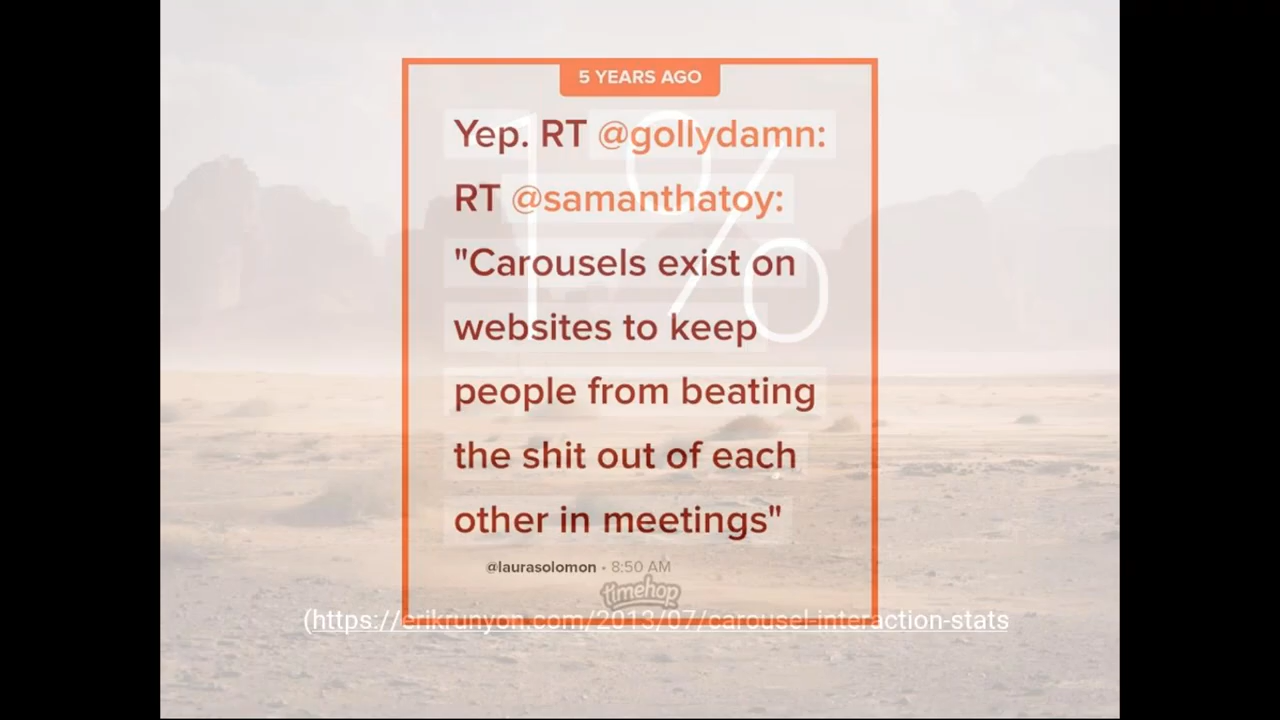 5 YEARS AGO
1%
Yep. RT @gollydamn:
RT @samanthatoy:
"Carousels exist on
websites to keep
people from beating
the shit out of each
other in meetings"
@laurasolomon • 8:50 AM
timehop
(https://erikrunyon.com/2013/07/carousel-interaction-stats